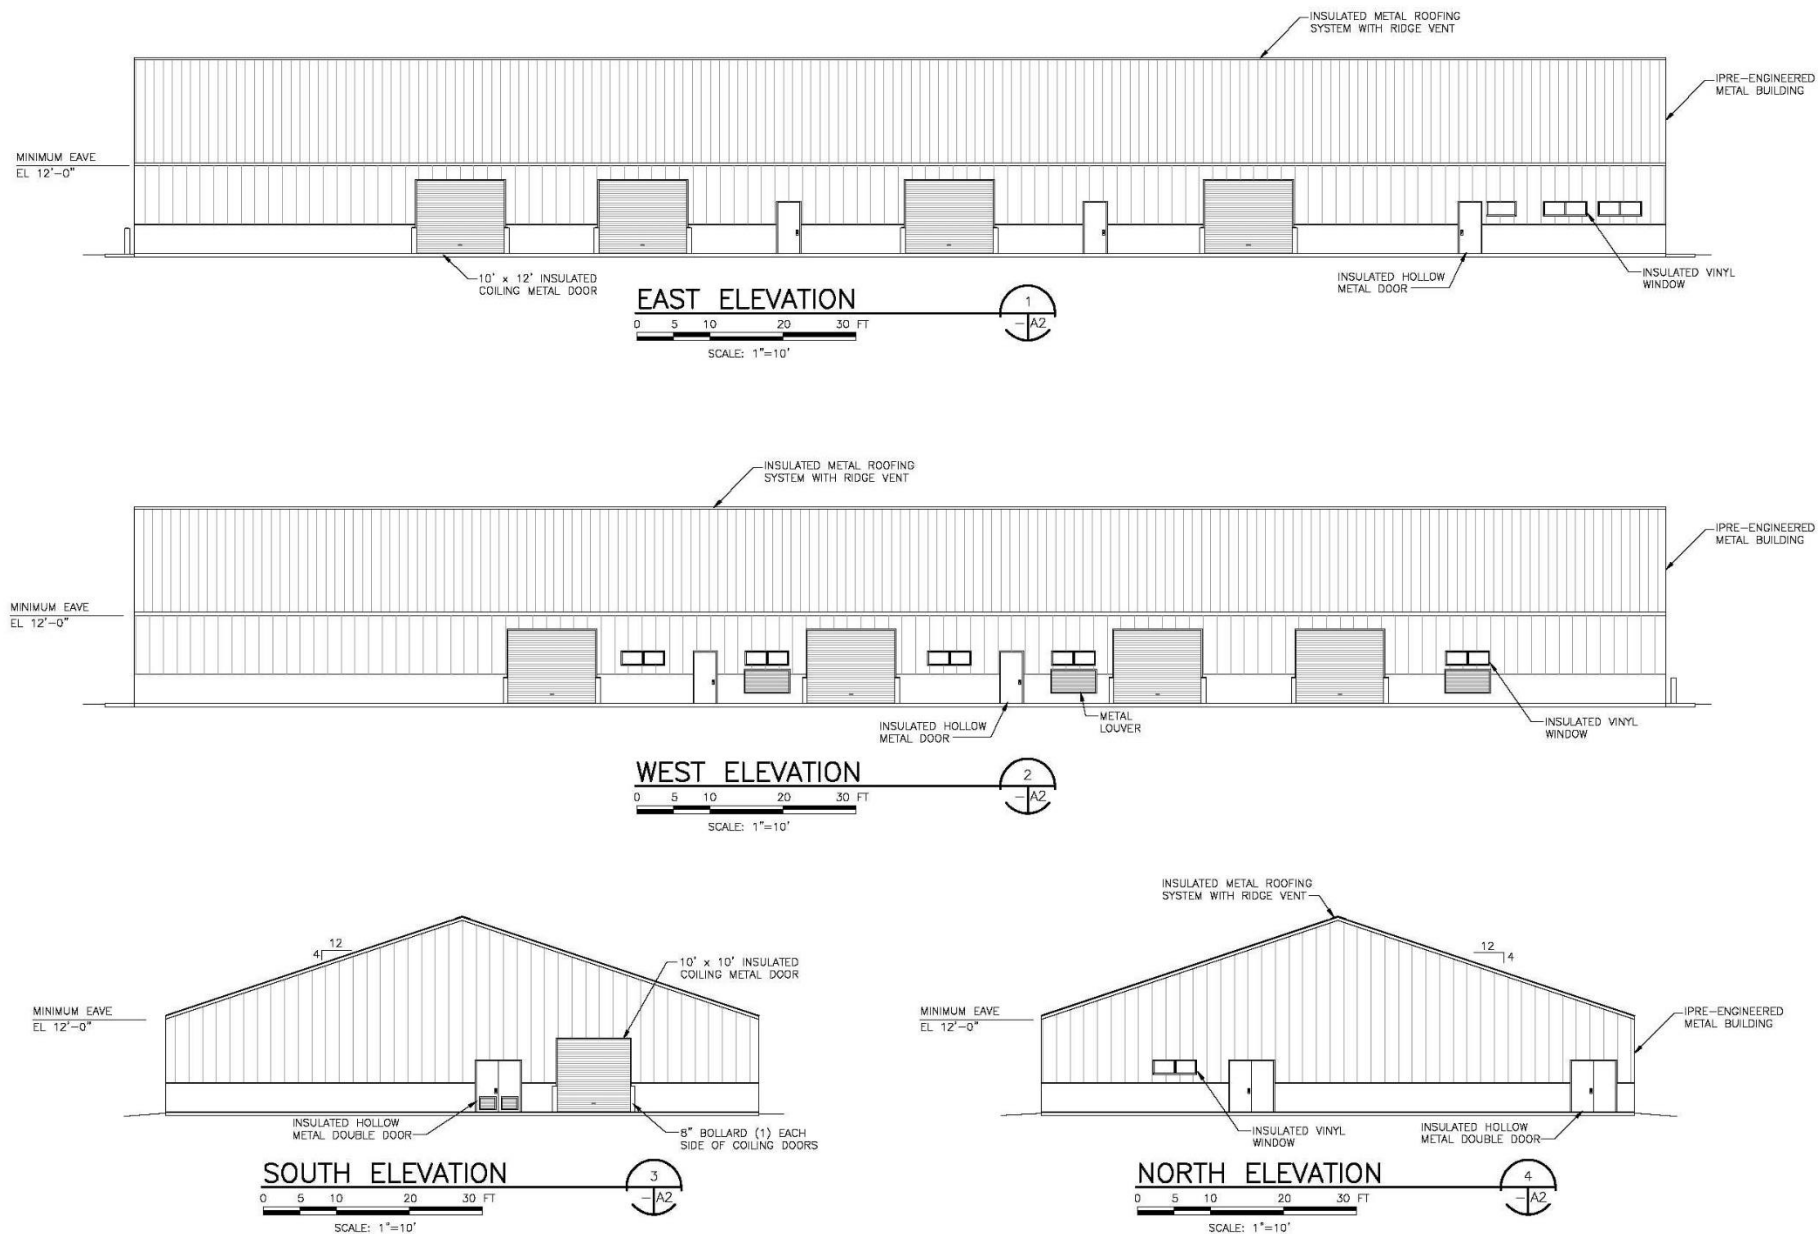 INSULATED METAL ROOFING
SYSTEM WITH RIDGE VENT
IPRE-ENGINEERED
METAL BUILDING
MINIMUM EAVE
EL 12'-0"
10' x 12' INSULATED
COILING METAL DOOR
INSULATED HOLLOW
METAL DOOR
INSULATED VINYL
WINDOW
EAST ELEVATION
1
- A2
0 5 10 20 30 FT
SCALE: 1"=10'
INSULATED METAL ROOFING
SYSTEM WITH RIDGE VENT
IPRE-ENGINEERED
METAL BUILDING
MINIMUM EAVE
EL 12'-0"
INSULATED HOLLOW
METAL DOOR
METAL
LOUVER
INSULATED VINYL
WINDOW
WEST ELEVATION
2
- A2
0 5 10 20 30 FT
SCALE: 1"=10'
12
4
10' x 10' INSULATED
COILING METAL DOOR
MINIMUM EAVE
EL 12'-0"
INSULATED HOLLOW
METAL DOUBLE DOOR
8" BOLLARD (1) EACH
SIDE OF COILING DOORS
SOUTH ELEVATION
3
- A2
0 5 10 20 30 FT
SCALE: 1"=10'
INSULATED METAL ROOFING
SYSTEM WITH RIDGE VENT
12
4
MINIMUM EAVE
EL 12'-0"
IPRE-ENGINEERED
METAL BUILDING
INSULATED VINYL
WINDOW
INSULATED HOLLOW
METAL DOUBLE DOOR
NORTH ELEVATION
4
- A2
0 5 10 20 30 FT
SCALE: 1"=10'